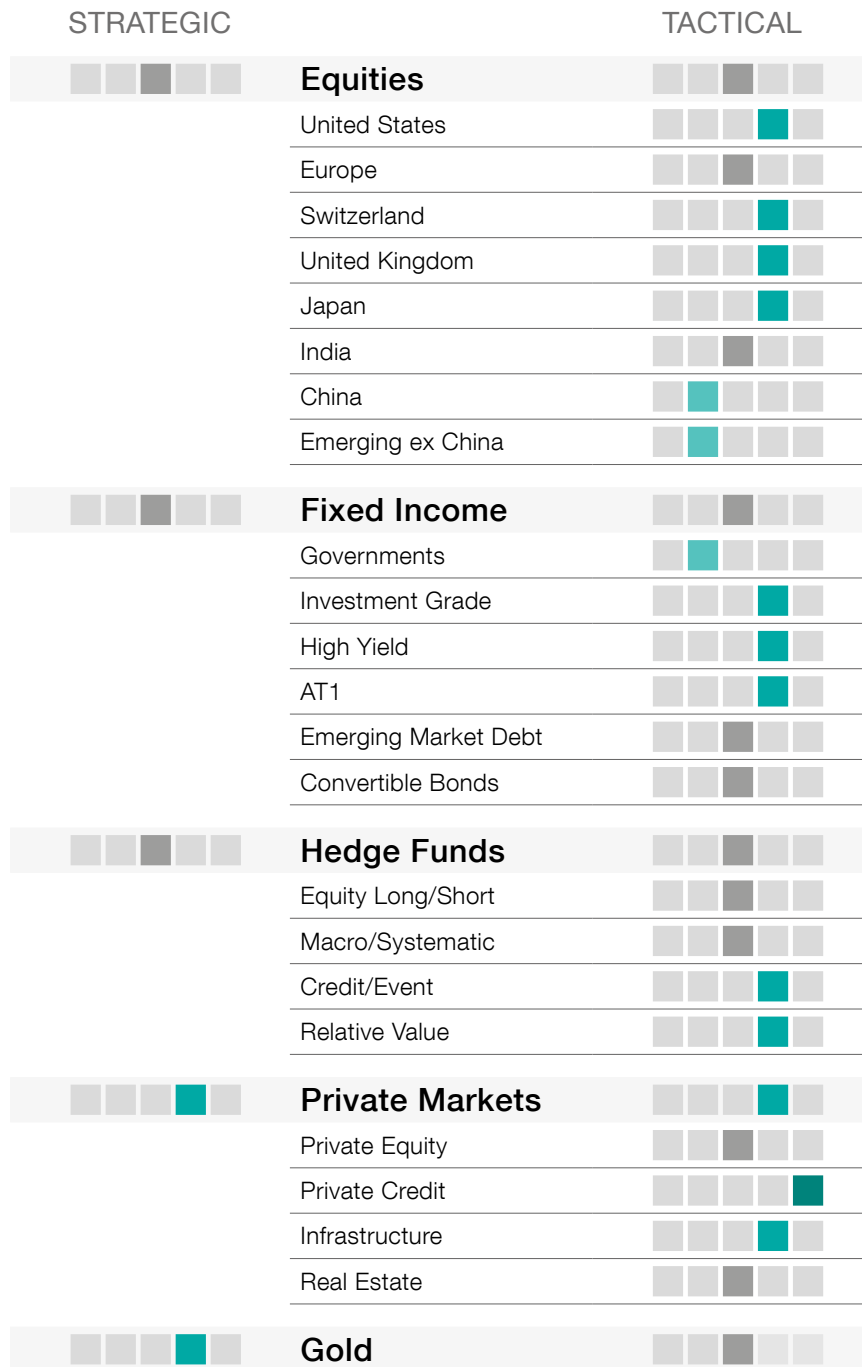 STRATEGIC TACTICAL
Equities
United States
Europe
Switzerland
United Kingdom
Japan
India
China
Emerging ex China
Fixed Income
Governments
Investment Grade
High Yield
AT1
Emerging Market Debt
Convertible Bonds
Hedge Funds
Equity Long/Short
Macro/Systematic
Credit/Event
Relative Value
Private Markets
Private Equity
Private Credit
Infrastructure
Real Estate
Gold